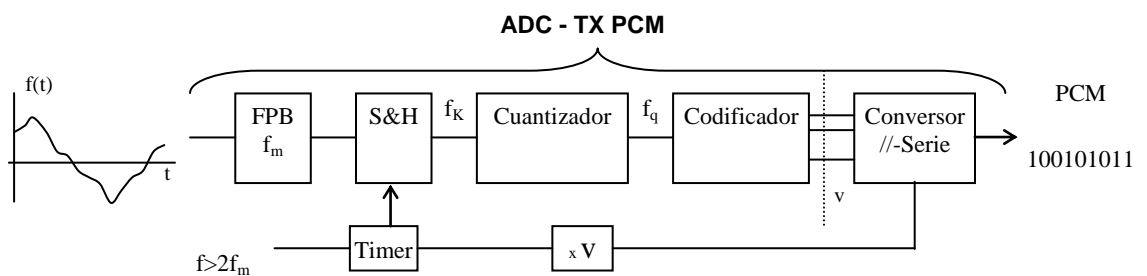 ADC - TX PCM
f(t)
t
FPB
fm
S&H
fK
Cuantizador
fq
Codificador
v
Conversor
//-Serie
PCM
100101011
f>2fm
Timer
x V